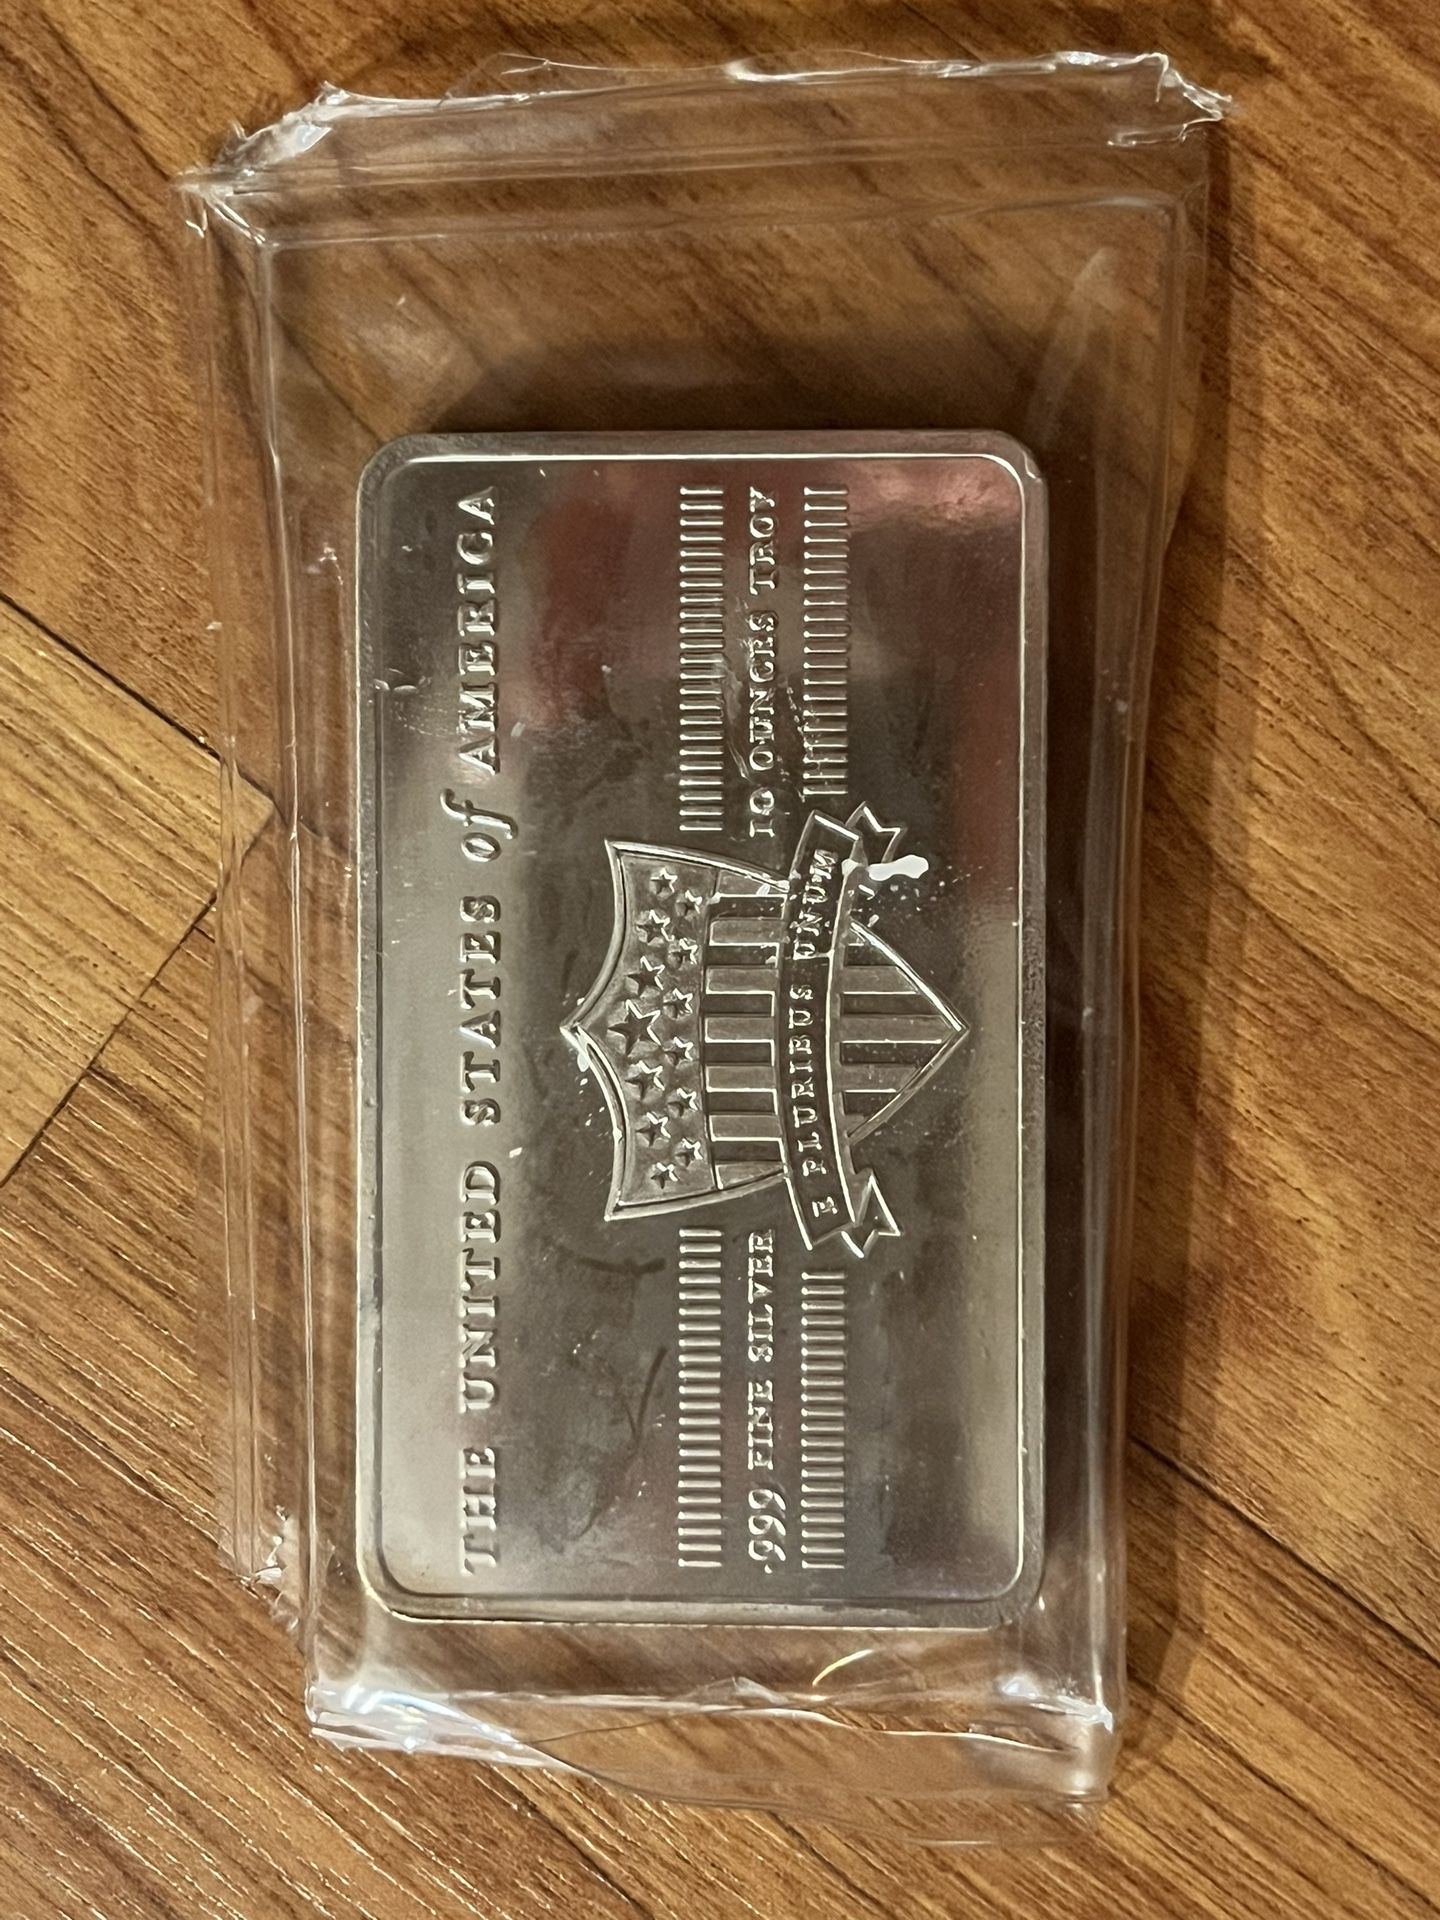 THE UNITED STATES of AMERICA
.999 FINE SILVER
10 OUNCES TROY
E PLURIBUS UNUM